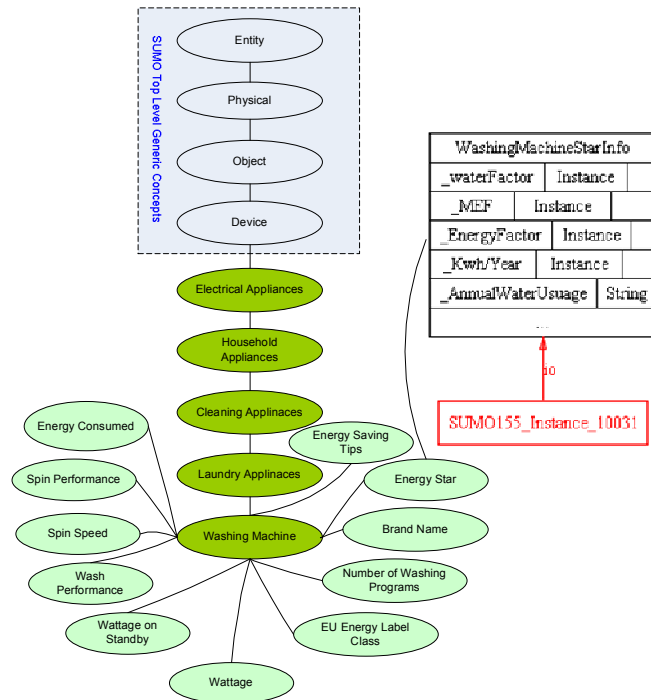 SUMO Top Level Generic Concepts
Entity
Physical
Object
Device
Electrical Appliances
Household
Appliances
Cleaning Applinaces
Laundry Applinaces
Washing Machine
Energy Consumed
Spin Performance
Spin Speed
Wash
Performance
Wattage on
Standby
Wattage
EU Energy Label
Class
Number of Washing
Programs
Brand Name
Energy Star
Energy Saving
Tips
WashingMachineStarInfo
_waterFactor Instance
_MEF Instance
_EnergyFactor Instance
_Kwh/Year Instance
_AnnualWaterUsuage String
...
io
SUMO155_Instance_10031